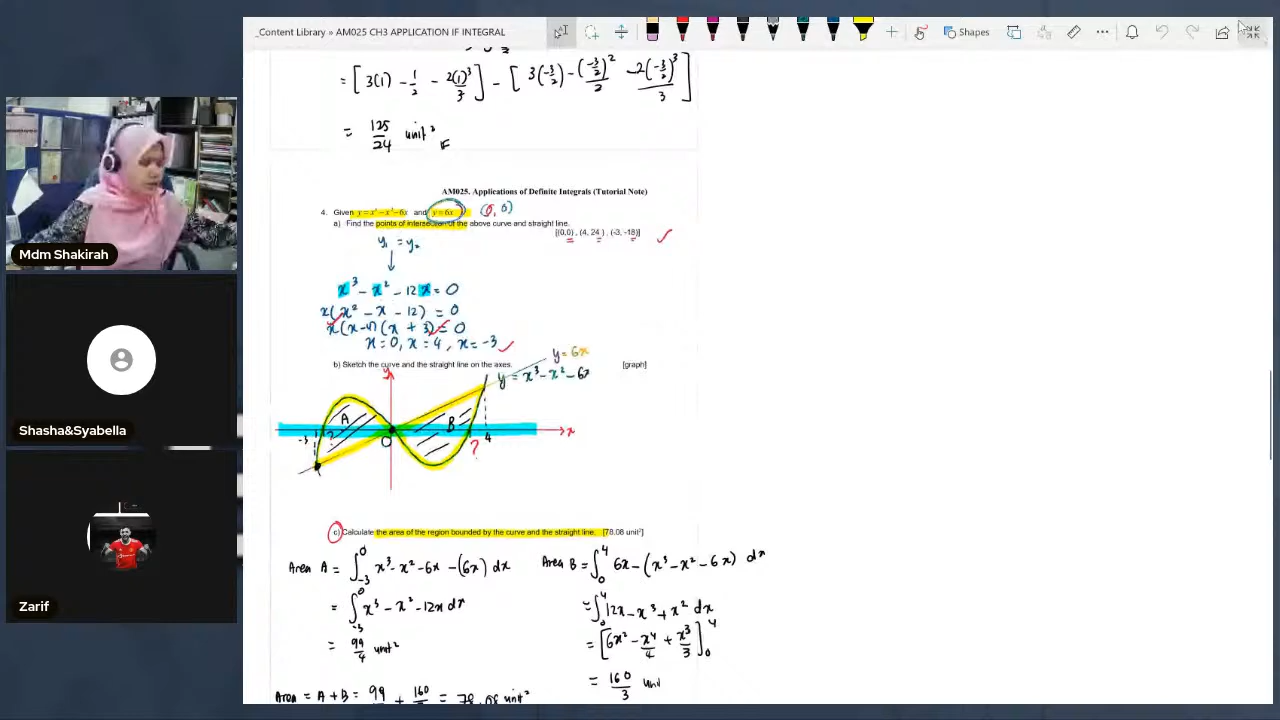 _Content Library » AM025 CH3 APPLICATION IF INTEGRAL
Shapes
= [ 3(1) - 1/2 - 2(1)³/3 ] - [ 3(-3/2) - (-3/2)²/2 - 2(-3/2)³/3 ]
= 125/24 unit²
AM025. Applications of Definite Integrals (Tutorial Note)
4. Given y = x³ - x² - 6x and y = 6x (0, 0)
a) Find the points of intersection of the above curve and straight line.
[(0,0) , (4, 24 ) , (-3, -18)]
y₁ = y₂
x³ - x² - 12x = 0
x(x² - x - 12) = 0
x(x-4)(x + 3) = 0
x = 0, x = 4, x = -3
b) Sketch the curve and the straight line on the axes. [graph]
y = 6x
y = x³ - x² - 6x
y
A
B
-3
?
0
?
4
x
c) Calculate the area of the region bounded by the curve and the straight line. [78.08 unit²]
Area A = ∫₋₃⁰ x³ - x² - 6x - (6x) dx
= ∫₋₃⁰ x³ - x² - 12x dx
= 99/4 unit²
Area B = ∫₀⁴ 6x - (x³ - x² - 6x) dx
= ∫₀⁴ 12x - x³ + x² dx
= [6x² - x⁴/4 + x³/3]₀⁴
= 160/3 uni
Area = A + B = 99 + 160 = 78.08 unit²
Mdm Shakirah
Shasha&Syabella
Zarif